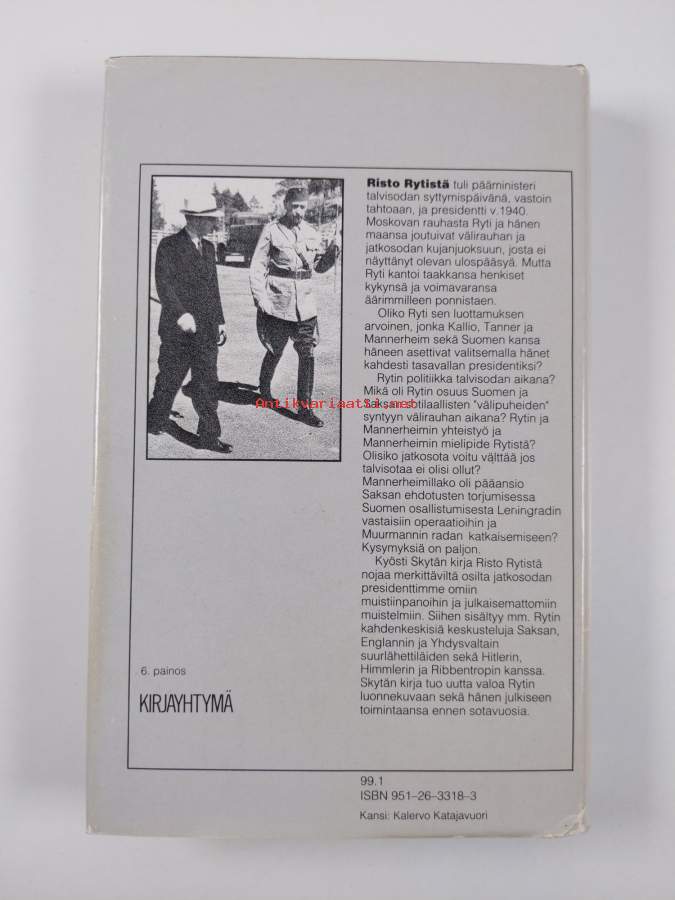 Risto Rytistä tuli pääministeri
talvisodan syttymispäivänä, vastoin
tahtoaan, ja presidentti v.1940.
Moskovan rauhasta Ryti ja hänen
maansa joutuivat välirauhan ja
jatkosodan kujanjuoksuun, josta ei
näyttänyt olevan ulospääsyä. Mutta
Ryti kantoi taakkansa henkiset
kykynsä ja voimavaransa
äärimmilleen ponnistaen.
Oliko Ryti sen luottamuksen
arvoinen, jonka Kallio, Tanner ja
Mannerheim sekä Suomen kansa
häneen asettivat valitsemalla hänet
kahdesti tasavallan presidentiksi?
Rytin politiikka talvisodan aikana?
Mikä oli Rytin osuus Suomen ja
Saksan sotilaallisten "välipuheiden"
syntyyn välirauhan aikana? Rytin ja
Mannerheimin yhteistyö ja
Mannerheimin mielipide Rytistä?
Olisiko jatkosota voitu välttää jos
talvisotaa ei olisi ollut?
Mannerheimillako oli pääansio
Saksan ehdotusten torjumisessa
Suomen osallistumisesta Leningradin
vastaisiin operaatioihin ja
Muurmannin radan katkaisemiseen?
Kysymyksiä on paljon.
Kyösti Skytän kirja Risto Rytistä
nojaa merkittäviltä osilta jatkosodan
presidenttimme omiin
muistiinpanoihin ja julkaisemattomiin
muistelmiin. Siihen sisältyy mm. Rytin
kahdenkeskisiä keskusteluja Saksan,
Englannin ja Yhdysvaltain
suurlähettiläiden sekä Hitlerin,
Himmlerin ja Ribbentropin kanssa.
Skytän kirja tuo uutta valoa Rytin
luonnekuvaan sekä hänen julkiseen
toimintaansa ennen sotavuosia.
Antikvariaatti.net
6. painos
KIRJAYHTYMÄ
99.1
ISBN 951–26–3318–3
Kansi: Kalervo Katajavuori